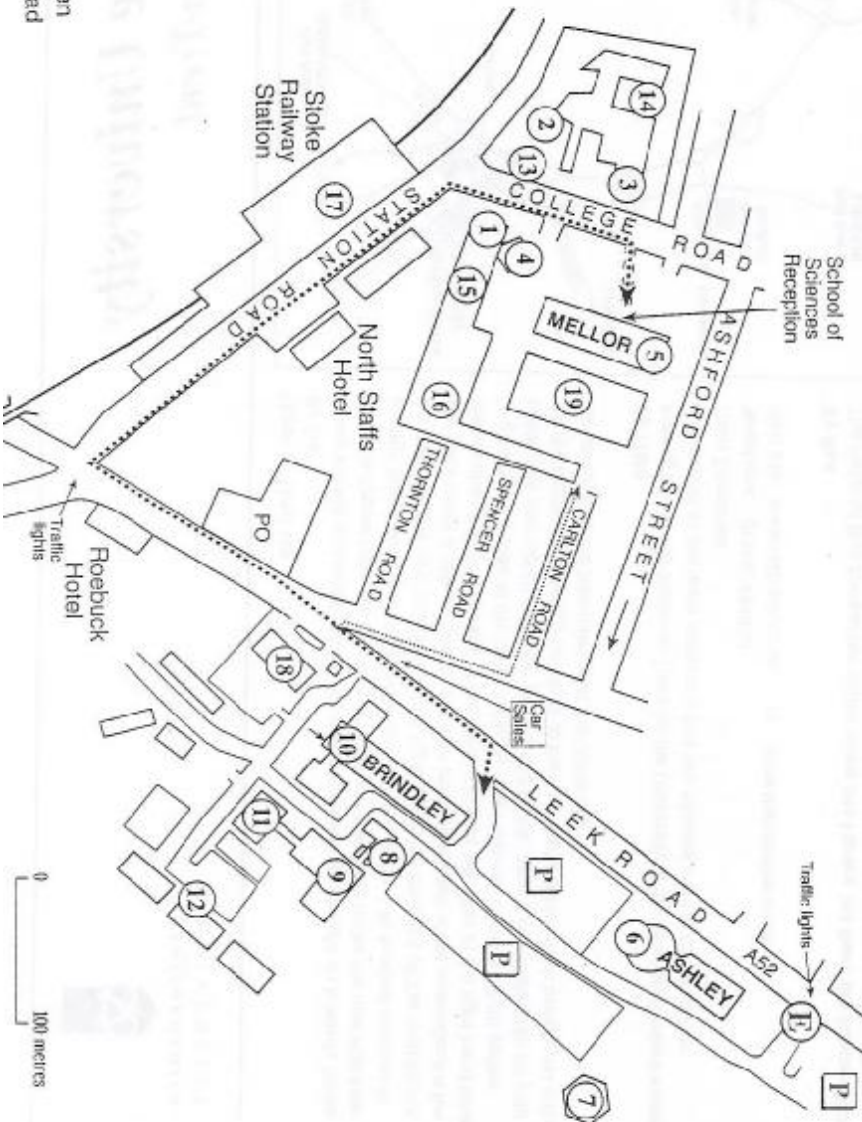 en
ad
School of
Sciences
Reception
14
2
3
13
COLLEGE ROAD
ASHFORD STREET
Stoke
Railway
Station
17
STATION ROAD
1
4
15
MELLOR
5
19
16
North Staffs
Hotel
THORNTON ROAD
SPENCER ROAD
CARLTON ROAD
PO
Traffic
lights
Roebuck
Hotel
Car
Sales
18
10
BRINDLEY
LEEK ROAD
A52
Traffic lights
11
9
8
12
P
P
6
ASHLEY
E
P
7
0
100 metres